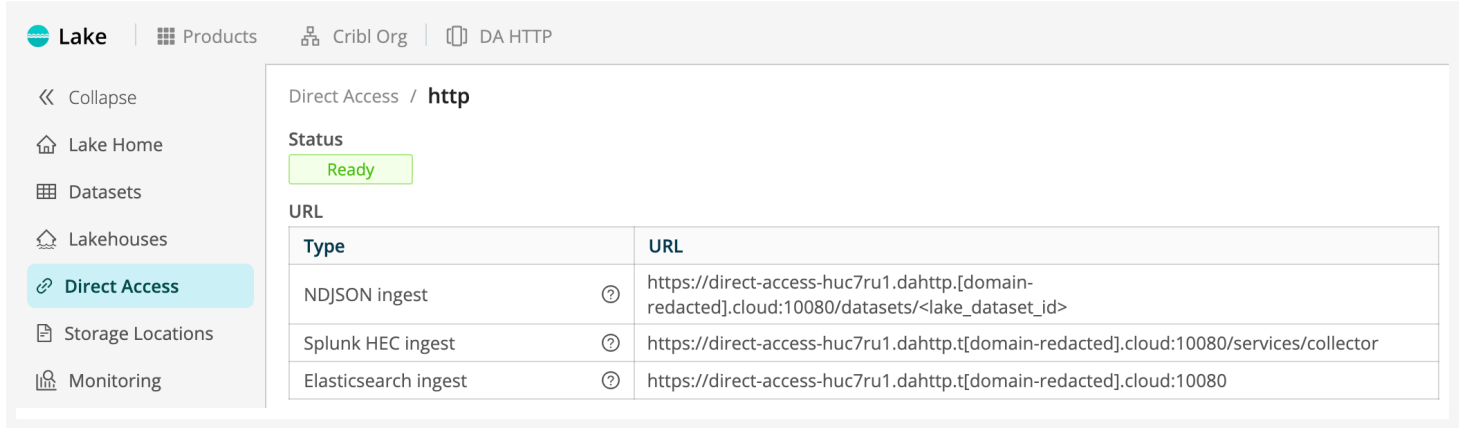 Lake
Products
Cribl Org
DA HTTP
Collapse
Lake Home
Datasets
Lakehouses
Direct Access
Storage Locations
Monitoring
Direct Access / http
Status
Ready
URL
Type URL
NDJSON ingest ? https://direct-access-huc7ru1.dahttp.[domain-
redacted].cloud:10080/datasets/<lake_dataset_id>
Splunk HEC ingest ? https://direct-access-huc7ru1.dahttp.t[domain-redacted].cloud:10080/services/collector
Elasticsearch ingest ? https://direct-access-huc7ru1.dahttp.t[domain-redacted].cloud:10080